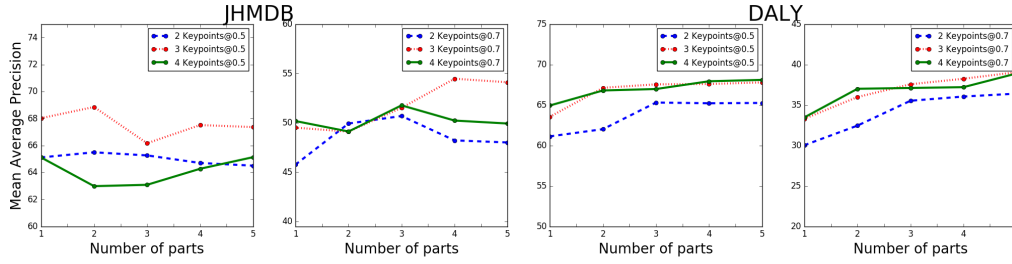 JHMDB
DALY
Mean Average Precision
74
72
70
68
66
64
62
60
1
2
3
4
5
Number of parts
2 Keypoints@0.5
3 Keypoints@0.5
4 Keypoints@0.5
60
55
50
45
40
1
2
3
4
5
Number of parts
2 Keypoints@0.7
3 Keypoints@0.7
4 Keypoints@0.7
75
70
65
60
55
50
1
2
3
4
5
Number of parts
2 Keypoints@0.5
3 Keypoints@0.5
4 Keypoints@0.5
45
40
35
30
25
20
1
2
3
4
Number of parts
2 Keypoints@0.7
3 Keypoints@0.7
4 Keypoints@0.7